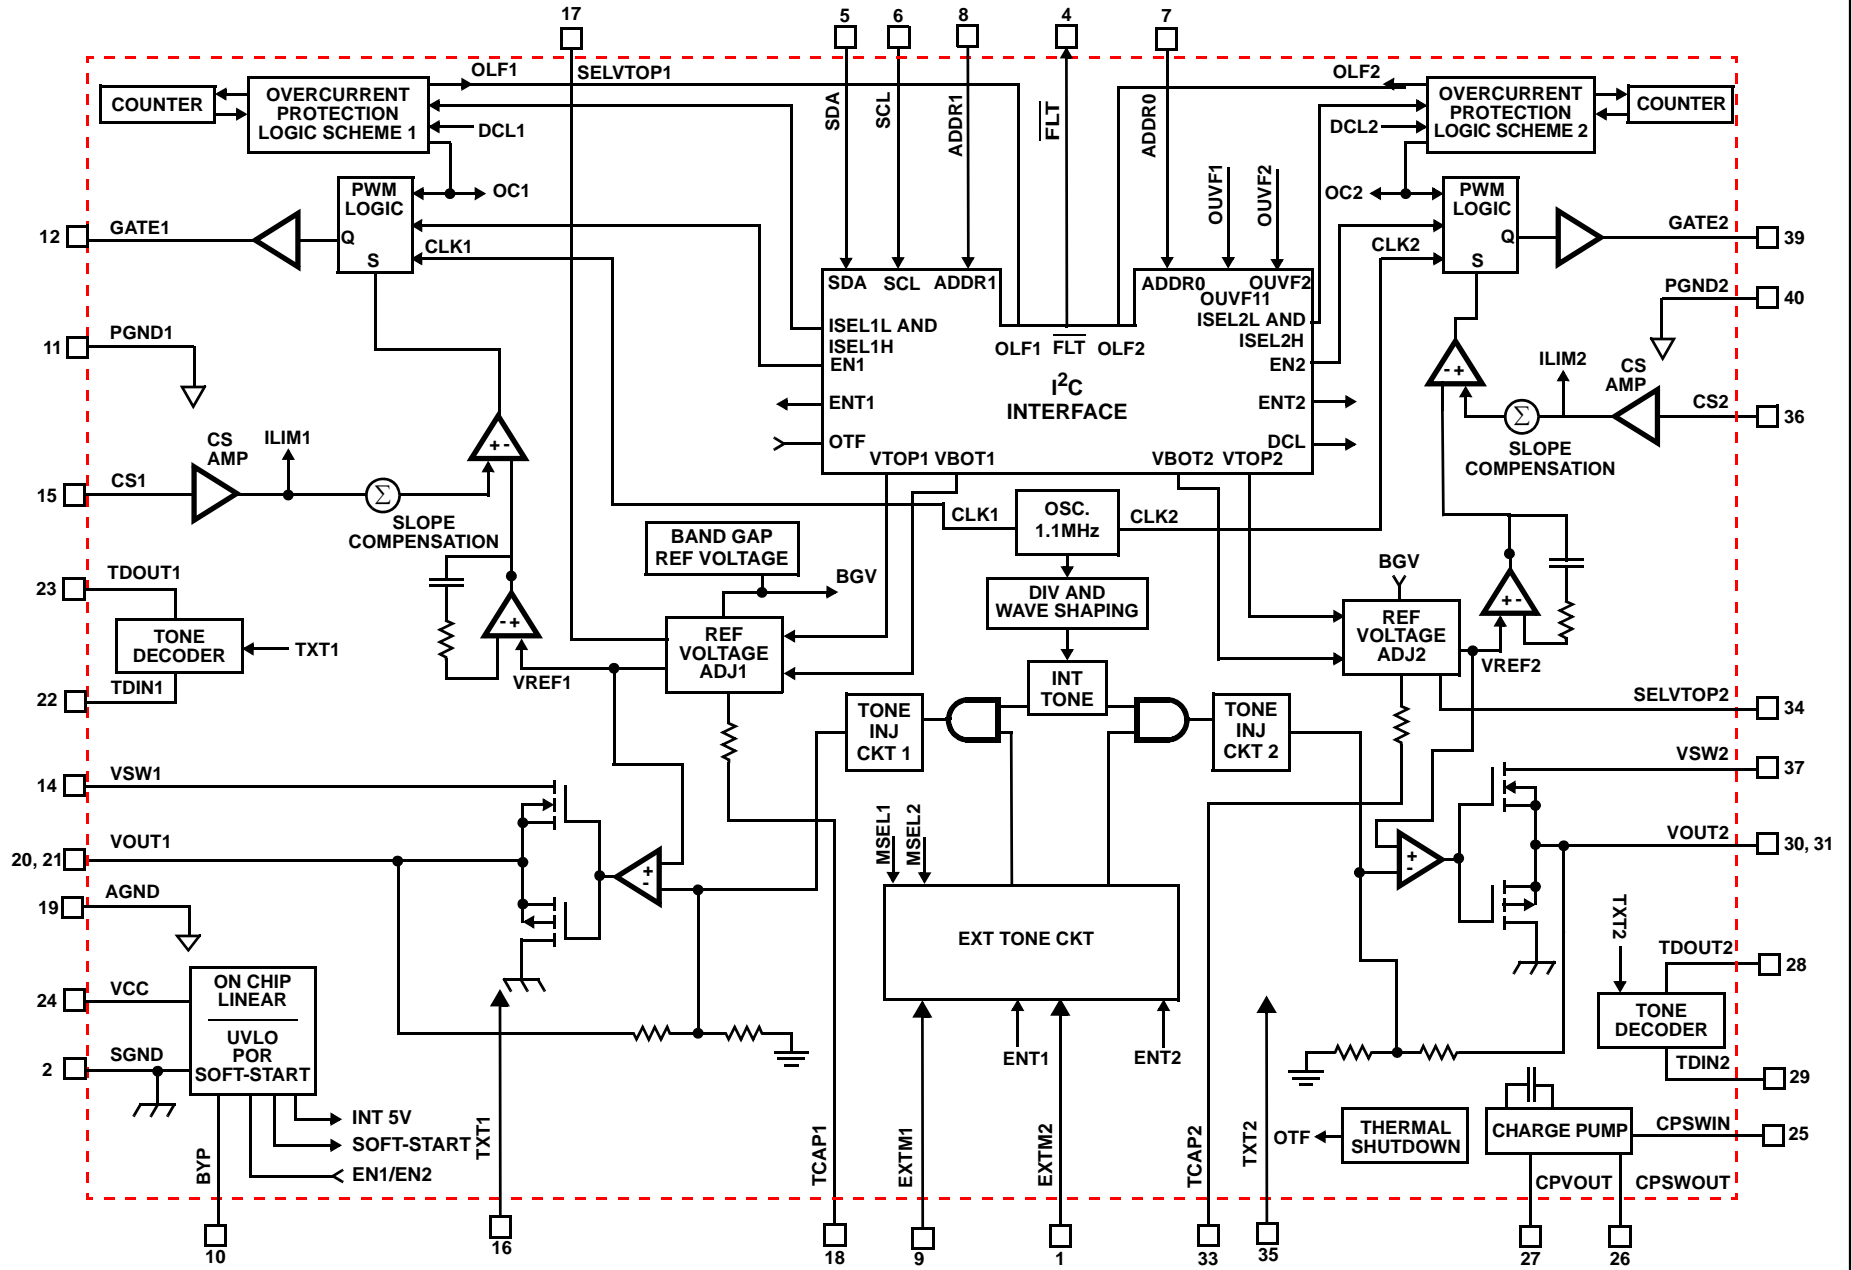 17
5
6
8
4
7
OLF1
SELVTOP1
OLF2
COUNTER
OVERCURRENT
PROTECTION
LOGIC SCHEME 1
DCL1
SDA
SCL
ADDR1
FLT
ADDR0
OUVF1
OUVF2
DCL2
OVERCURRENT
PROTECTION
LOGIC SCHEME 2
COUNTER
PWM
LOGIC
Q
S
OC1
CLK1
12
GATE1
OC2
CLK2
PWM
LOGIC
Q
S
GATE2
39
PGND2
40
SDA
SCL
ADDR1
ADDR0
OUVF2
OUVF11
ISEL1L AND
ISEL1H
EN1
ENT1
OTF
VTOP1
VBOT1
OLF1
FLT
OLF2
I2C
INTERFACE
ISEL2L AND
ISEL2H
EN2
ENT2
DCL
VBOT2
VTOP2
11
PGND1
CS
AMP
ILIM1
15
CS1
Σ
SLOPE
COMPENSATION
+ -
ILIM2
CS
AMP
CS2
36
- +
Σ
SLOPE
COMPENSATION
CLK1
OSC.
1.1MHz
CLK2
BAND GAP
REF VOLTAGE
BGV
DIV AND
WAVE SHAPING
BGV
23
TDOUT1
TONE
DECODER
TXT1
22
TDIN1
- +
VREF1
REF
VOLTAGE
ADJ1
INT
TONE
REF
VOLTAGE
ADJ2
+ -
VREF2
SELVTOP2
34
TONE
INJ
CKT 1
TONE
INJ
CKT 2
14
VSW1
VSW2
37
20, 21
VOUT1
+
-
MSEL1
MSEL2
+
-
VOUT2
30, 31
19
AGND
EXT TONE CKT
TXT2
TDOUT2
28
24
VCC
ON CHIP
LINEAR
UVLO
POR
SOFT-START
2
SGND
TONE
DECODER
TDIN2
29
ENT1
ENT2
INT 5V
SOFT-START
EN1/EN2
BYP
TXT1
TCAP1
EXTM1
EXTM2
TCAP2
TXT2
OTF
THERMAL
SHUTDOWN
CHARGE PUMP
CPSWIN
25
CPVOUT
CPSWOUT
10
16
18
9
1
33
35
27
26